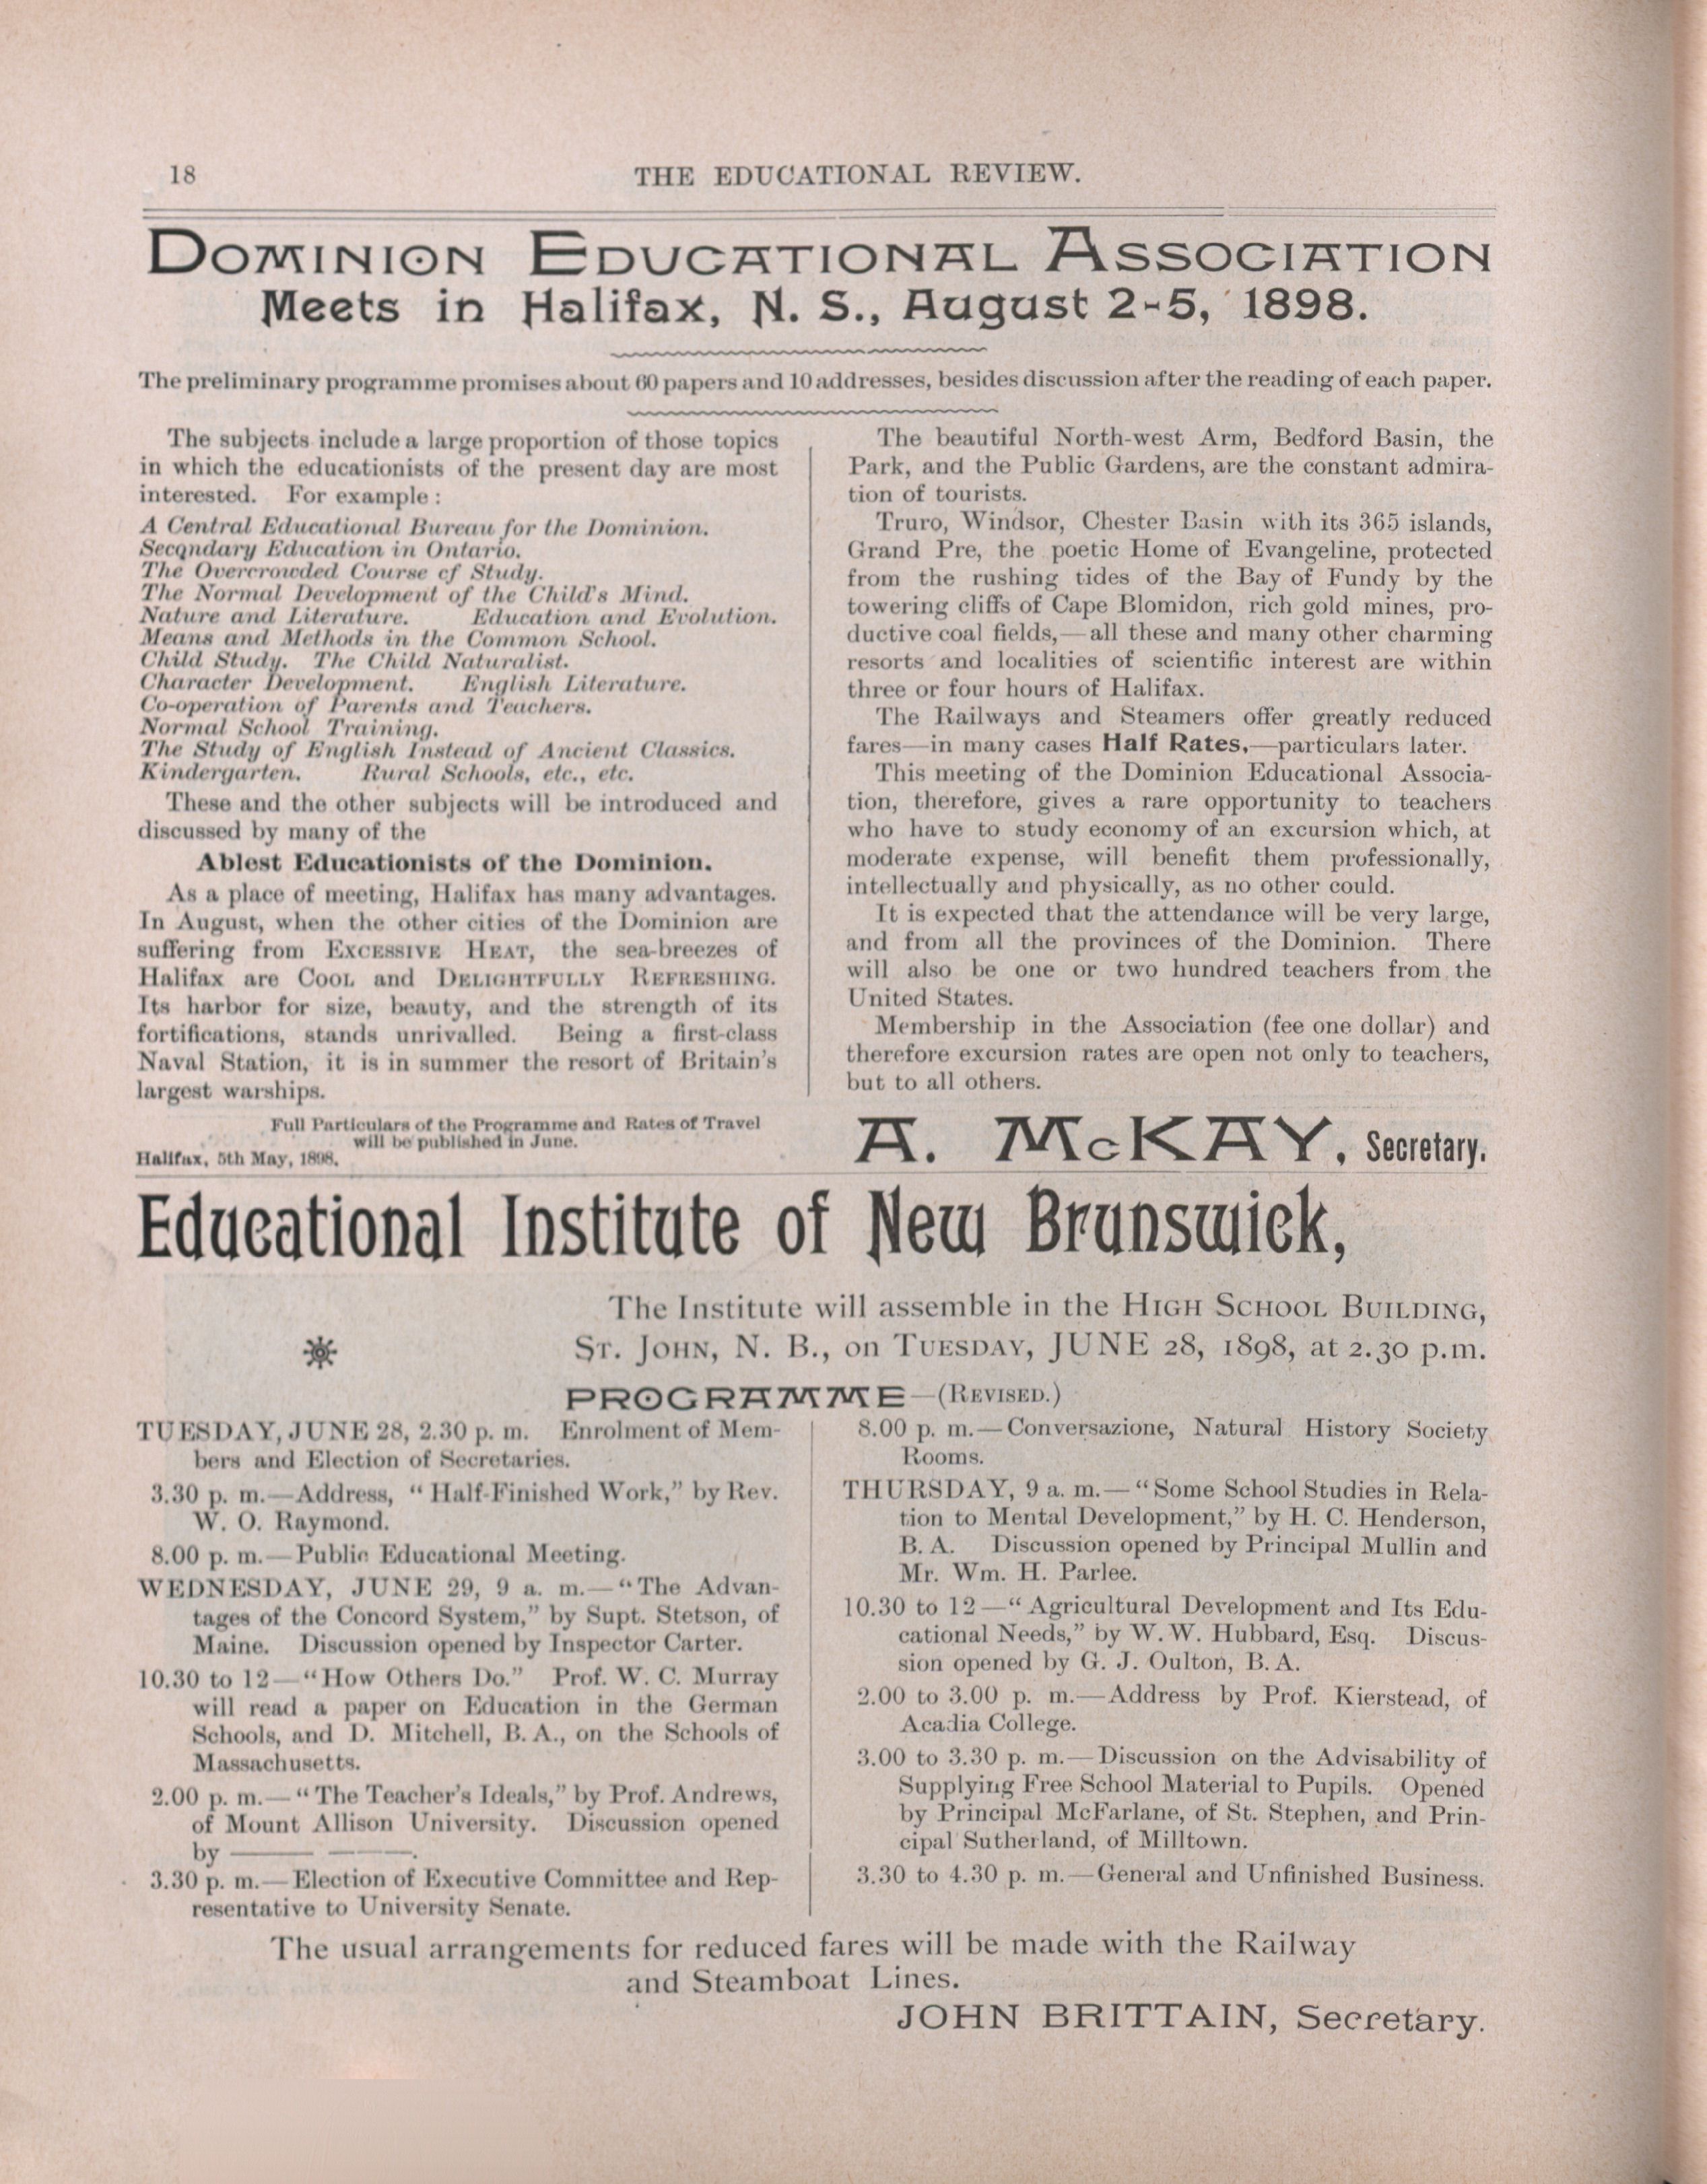 18
THE EDUCATIONAL REVIEW.
DOMINION EDUCATIONAL ASSOCIATION
Meets in Halifax, N. S., August 2-5, 1898.
The preliminary programme promises about 60 papers and 10 addresses, besides discussion after the reading of each paper.
The subjects include a large proportion of those topics
in which the educationists of the present day are most
interested. For example :
A Central Educational Bureau for the Dominion.
Secondary Education in Ontario.
The Overcrowded Course of Study.
The Normal Development of the Child's Mind.
Nature and Literature. Education and Evolution.
Means and Methods in the Common School.
Child Study. The Child Naturalist.
Character Development. English Literature.
Co-operation of Parents and Teachers.
Normal School Training.
The Study of English Instead of Ancient Classics.
Kindergarten. Rural Schools, etc., etc.
These and the other subjects will be introduced and
discussed by many of the
Ablest Educationists of the Dominion.
As a place of meeting, Halifax has many advantages.
In August, when the other cities of the Dominion are
suffering from EXCESSIVE HEAT, the sea-breezes of
Halifax are COOL and DELIGHTFULLY REFRESHING.
Its harbor for size, beauty, and the strength of its
fortifications, stands unrivalled. Being a first-class
Naval Station, it is in summer the resort of Britain's
largest warships.
Full Particulars of the Programme and Rates of Travel
will be published in June.
Halifax, 5th May, 1898.
The beautiful North-west Arm, Bedford Basin, the
Park, and the Public Gardens, are the constant admira-
tion of tourists.
Truro, Windsor, Chester Basin with its 365 islands,
Grand Pre, the poetic Home of Evangeline, protected
from the rushing tides of the Bay of Fundy by the
towering cliffs of Cape Blomidon, rich gold mines, pro-
ductive coal fields,—all these and many other charming
resorts and localities of scientific interest are within
three or four hours of Halifax.
The Railways and Steamers offer greatly reduced
fares—in many cases Half Rates,—particulars later.
This meeting of the Dominion Educational Associa-
tion, therefore, gives a rare opportunity to teachers
who have to study economy of an excursion which, at
moderate expense, will benefit them professionally,
intellectually and physically, as no other could.
It is expected that the attendance will be very large,
and from all the provinces of the Dominion. There
will also be one or two hundred teachers from the
United States.
Membership in the Association (fee one dollar) and
therefore excursion rates are open not only to teachers,
but to all others.
A. McKAY, Secretary.
Educational Institute of New Brunswick,
The Institute will assemble in the HIGH SCHOOL BUILDING,
ST. JOHN, N. B., on TUESDAY, JUNE 28, 1898, at 2.30 p.m.
PROGRAMME—(REVISED.)
TUESDAY, JUNE 28, 2.30 p. m. Enrolment of Mem-
bers and Election of Secretaries.
3.30 p. m.—Address, “ Half-Finished Work,” by Rev.
W. O. Raymond.
8.00 p. m.—Public Educational Meeting.
WEDNESDAY, JUNE 29, 9 a. m.—“The Advan-
tages of the Concord System,” by Supt. Stetson, of
Maine. Discussion opened by Inspector Carter.
10.30 to 12—“How Others Do.” Prof. W. C. Murray
will read a paper on Education in the German
Schools, and D. Mitchell, B. A., on the Schools of
Massachusetts.
2.00 p. m.—“ The Teacher's Ideals,” by Prof. Andrews,
of Mount Allison University. Discussion opened
by ——— ———.
3.30 p. m.—Election of Executive Committee and Rep-
resentative to University Senate.
8.00 p. m.—Conversazione, Natural History Society
Rooms.
THURSDAY, 9 a. m.—“Some School Studies in Rela-
tion to Mental Development,” by H. C. Henderson,
B. A. Discussion opened by Principal Mullin and
Mr. Wm. H. Parlee.
10.30 to 12—“ Agricultural Development and Its Edu-
cational Needs,” by W. W. Hubbard, Esq. Discus-
sion opened by G. J. Oulton, B. A.
2.00 to 3.00 p. m.—Address by Prof. Kierstead, of
Acadia College.
3.00 to 3.30 p. m.—Discussion on the Advisability of
Supplying Free School Material to Pupils. Opened
by Principal McFarlane, of St. Stephen, and Prin-
cipal Sutherland, of Milltown.
3.30 to 4.30 p. m.—General and Unfinished Business.
The usual arrangements for reduced fares will be made with the Railway
and Steamboat Lines.
JOHN BRITTAIN, Secretary.